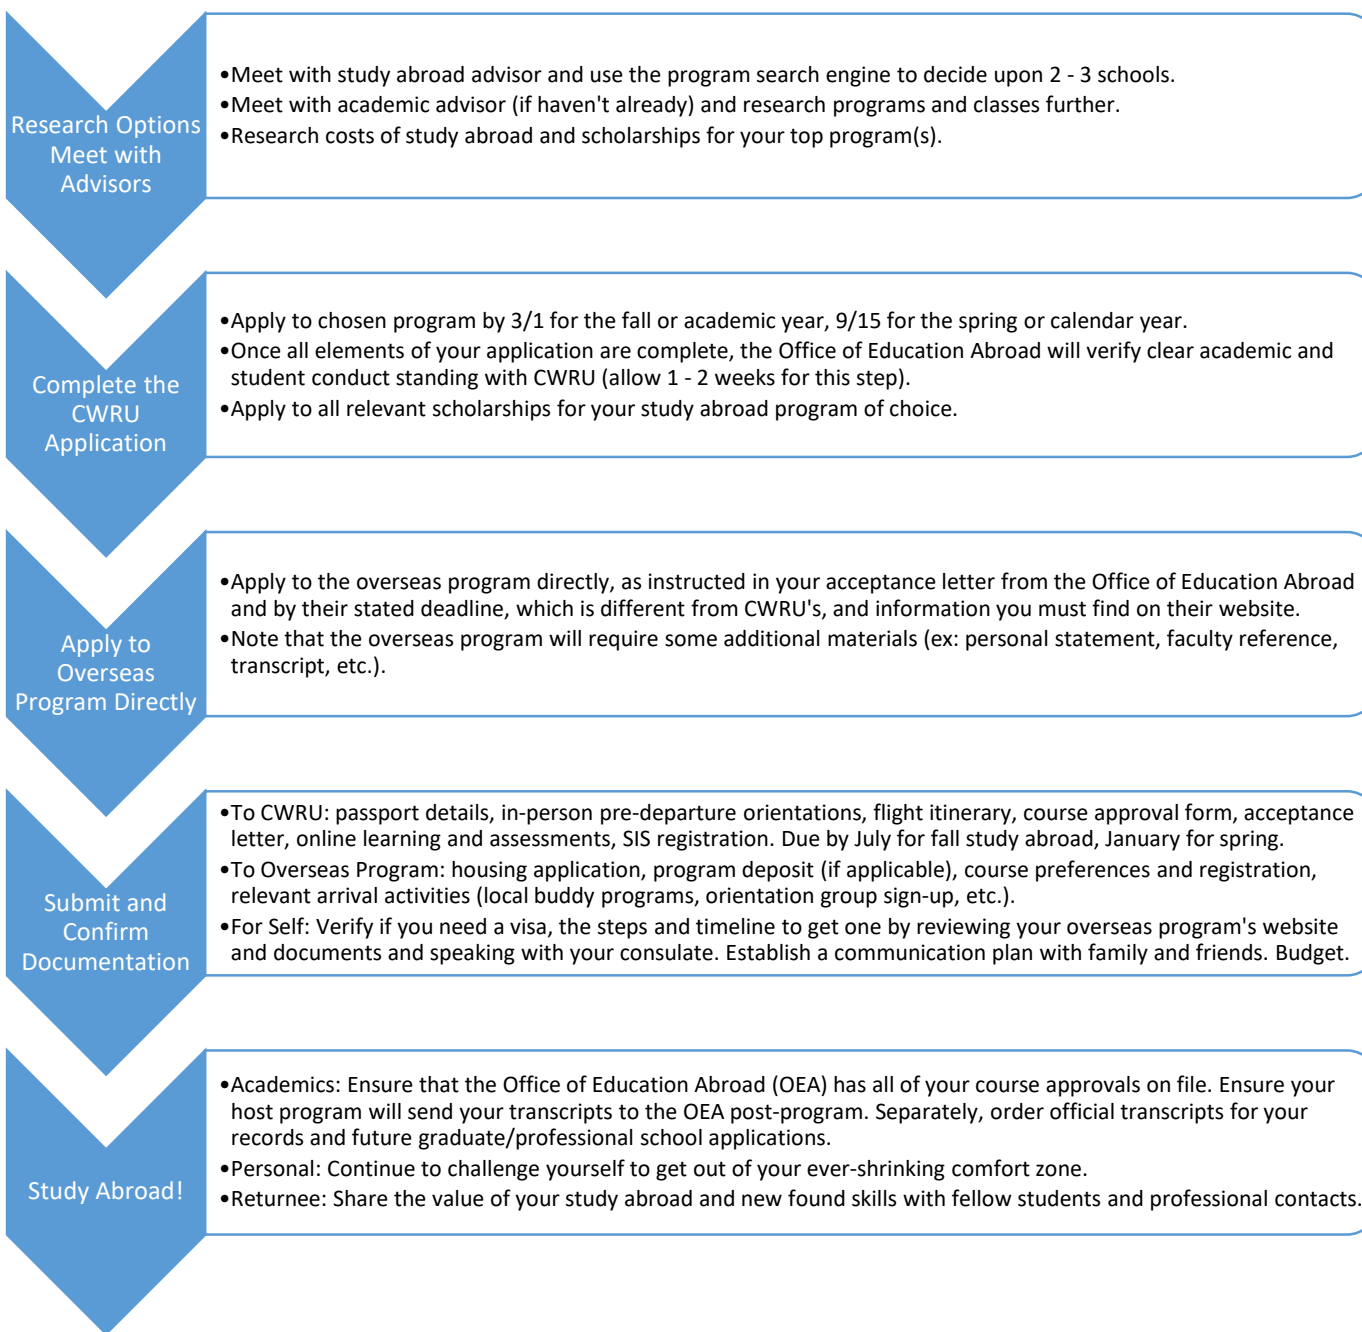 Research Options
Meet with
Advisors
•Meet with study abroad advisor and use the program search engine to decide upon 2 - 3 schools.
•Meet with academic advisor (if haven't already) and research programs and classes further.
•Research costs of study abroad and scholarships for your top program(s).
Complete the
CWRU
Application
•Apply to chosen program by 3/1 for the fall or academic year, 9/15 for the spring or calendar year.
•Once all elements of your application are complete, the Office of Education Abroad will verify clear academic and
student conduct standing with CWRU (allow 1 - 2 weeks for this step).
•Apply to all relevant scholarships for your study abroad program of choice.
Apply to
Overseas
Program Directly
•Apply to the overseas program directly, as instructed in your acceptance letter from the Office of Education Abroad
and by their stated deadline, which is different from CWRU's, and information you must find on their website.
•Note that the overseas program will require some additional materials (ex: personal statement, faculty reference,
transcript, etc.).
Submit and
Confirm
Documentation
•To CWRU: passport details, in-person pre-departure orientations, flight itinerary, course approval form, acceptance
letter, online learning and assessments, SIS registration. Due by July for fall study abroad, January for spring.
•To Overseas Program: housing application, program deposit (if applicable), course preferences and registration,
relevant arrival activities (local buddy programs, orientation group sign-up, etc.).
•For Self: Verify if you need a visa, the steps and timeline to get one by reviewing your overseas program's website
and documents and speaking with your consulate. Establish a communication plan with family and friends. Budget.
Study Abroad!
•Academics: Ensure that the Office of Education Abroad (OEA) has all of your course approvals on file. Ensure your
host program will send your transcripts to the OEA post-program. Separately, order official transcripts for your
records and future graduate/professional school applications.
•Personal: Continue to challenge yourself to get out of your ever-shrinking comfort zone.
•Returnee: Share the value of your study abroad and new found skills with fellow students and professional contacts.